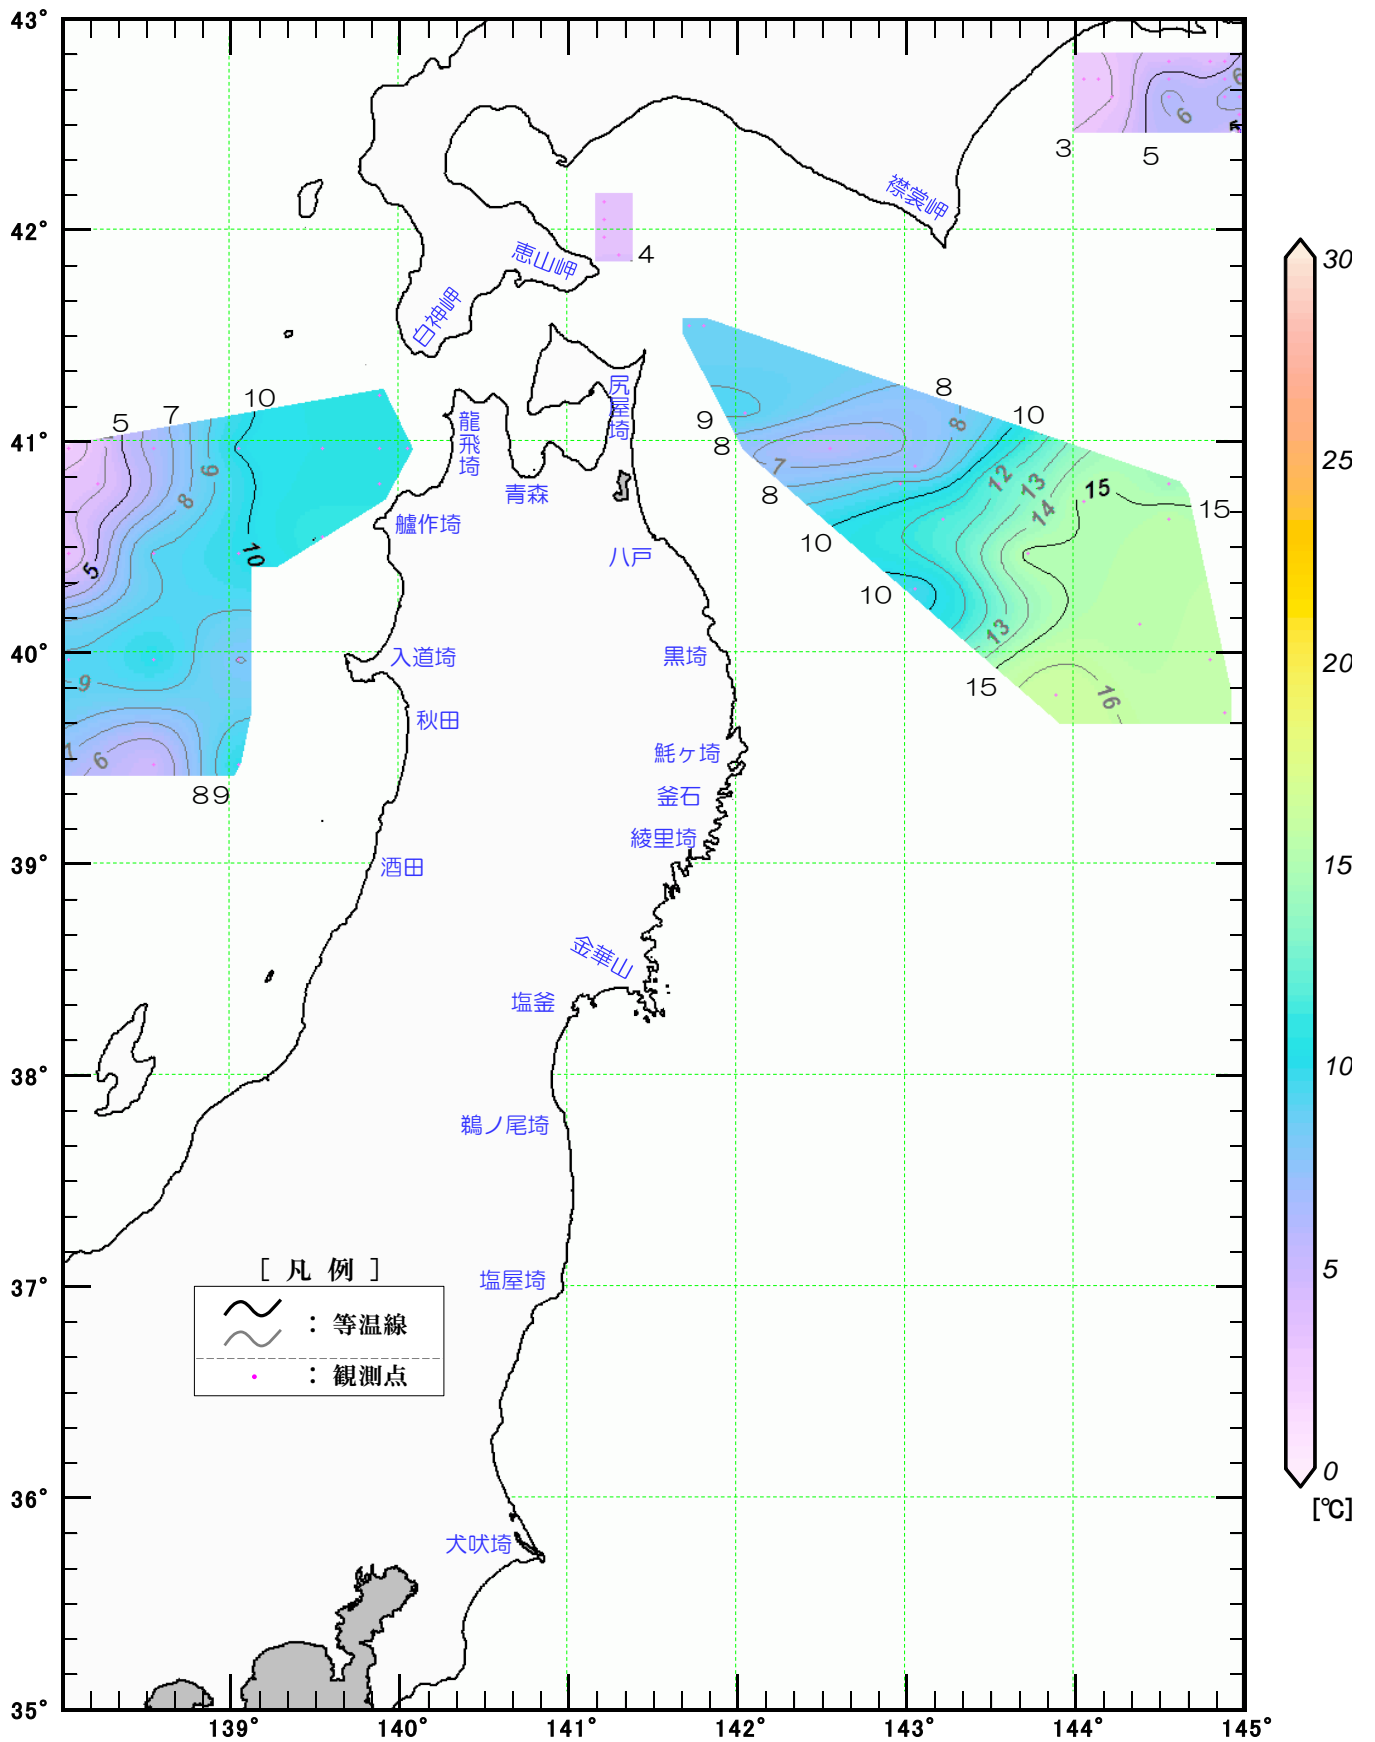 43°
42°
41°
40°
39°
38°
37°
36°
35°
139°
140°
141°
142°
143°
144°
145°
3
5
6
6
襟裳岬
4
恵山岬
白神岬
5
7
10
9
8
10
5
9
6
8
9
龍飛埼
尻屋埼
青森
艫作埼
八戸
入道埼
黒埼
秋田
魹ヶ埼
釜石
綾里埼
酒田
金華山
塩釜
鵜ノ尾埼
塩屋埼
犬吠埼
8
8
10
9
8
7
8
12
13
14
15
15
10
10
13
15
16
30
25
20
15
10
5
0
[℃]
[ 凡 例 ]
： 等温線
： 観測点